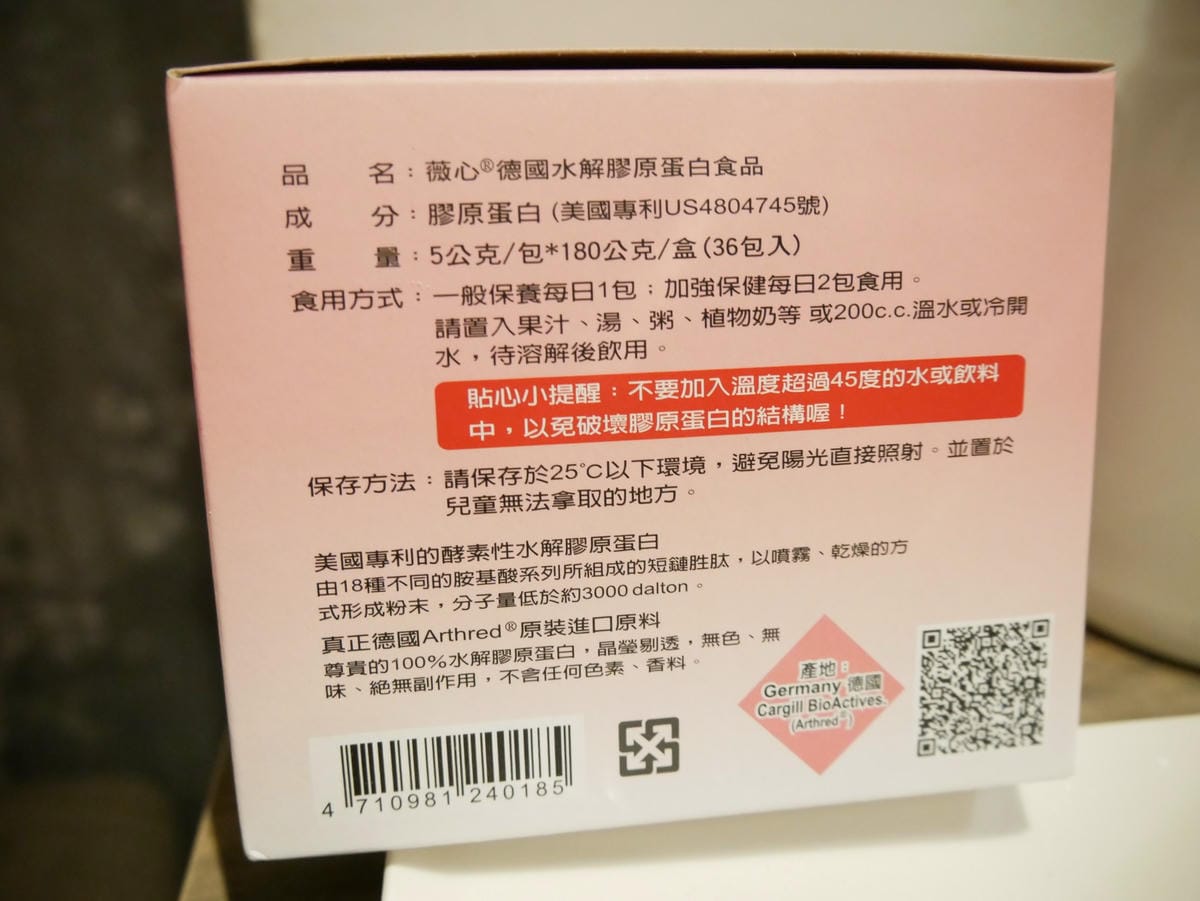 品 名：薇心®德國水解膠原蛋白食品
成 分：膠原蛋白 (美國專利US4804745號)
重 量：5公克/包*180公克/盒 (36包入)
食用方式：一般保養每日1包；加強保健每日2包食用。
請置入果汁、湯、粥、植物奶等 或200c.c.溫水或冷開
水，待溶解後飲用。
貼心小提醒：不要加入溫度超過45度的水或飲料
中，以免破壞膠原蛋白的結構喔！
保存方法：請保存於25°C以下環境，避免陽光直接照射。並置於
兒童無法拿取的地方。
美國專利的酵素性水解膠原蛋白
由18種不同的胺基酸系列所組成的短鏈胜肽，以噴霧、乾燥的方
式形成粉末，分子量低於約3000 dalton。
真正德國Arthred®原裝進口原料
尊貴的100%水解膠原蛋白，晶瑩剔透，無色、無
味、絕無副作用，不含任何色素、香料。
產地：
Germany 德國
Cargill BioActives.
(Arthred®)
4 710981 240185